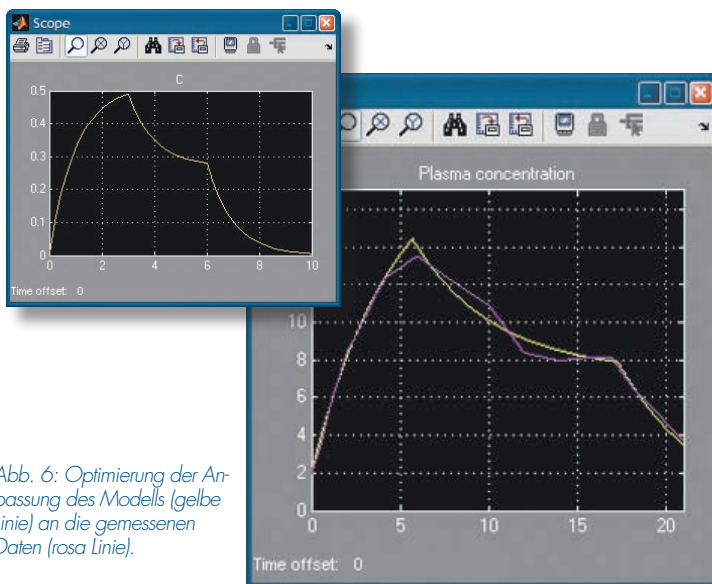 Scope
C
0.5
0.4
0.3
0.2
0.1
0
0 2 4 6 8 10
Time offset: 0
Plasma concentration
10
8
6
4
2
0
0 5 10 15 20
Time offset: 0
Abb. 6: Optimierung der An-
passung des Modells (gelbe
Linie) an die gemessenen
Daten (rosa Linie).